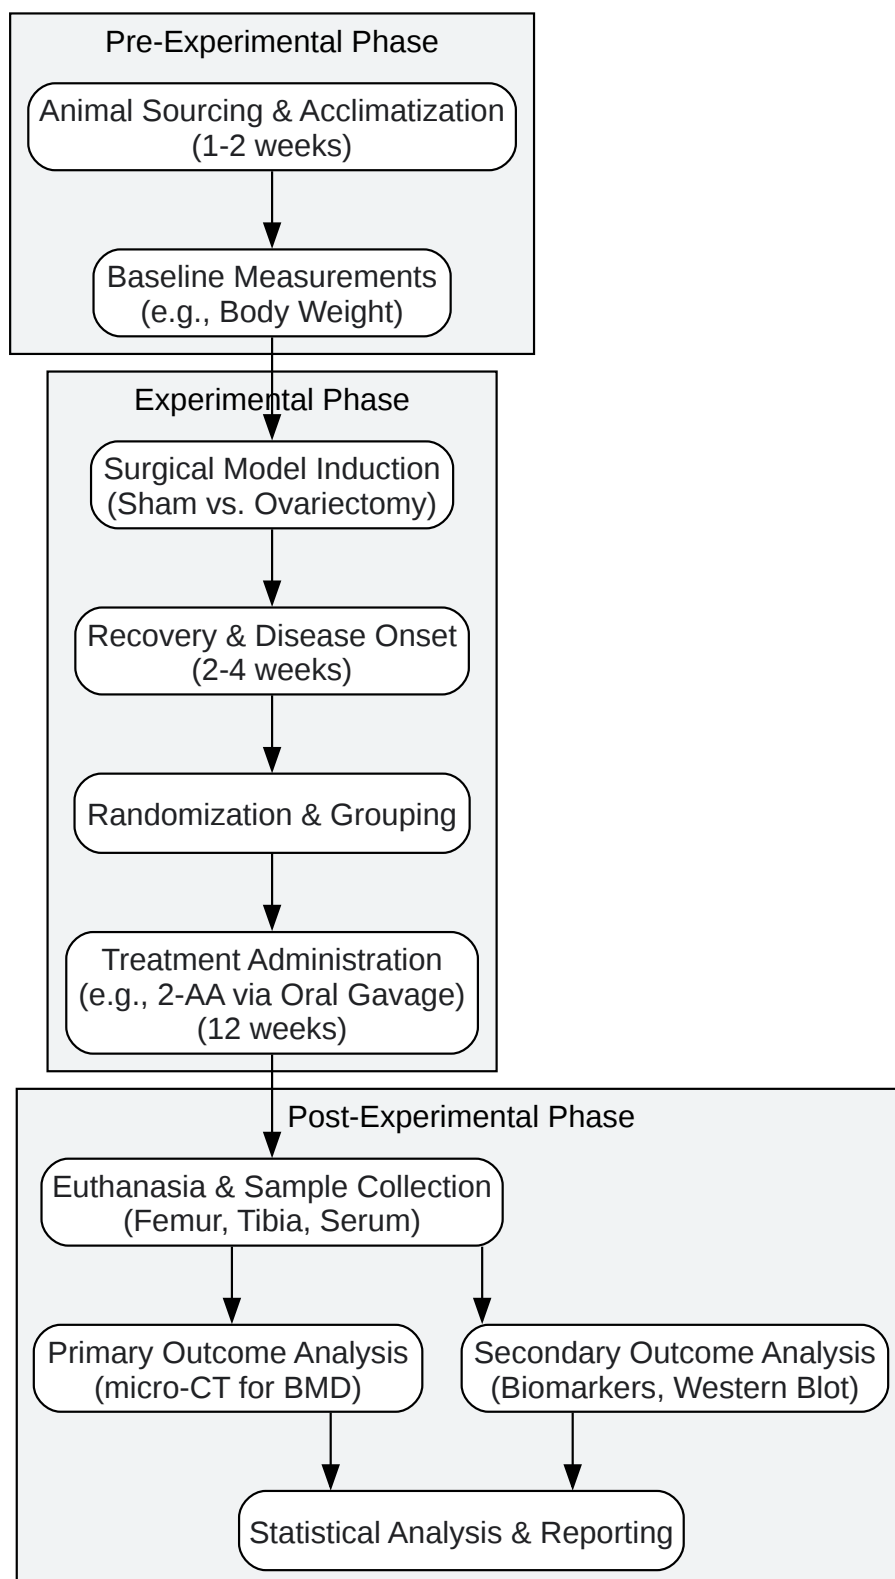 Pre-Experimental Phase
Animal Sourcing & Acclimatization
(1-2 weeks)
Baseline Measurements
(e.g., Body Weight)
Experimental Phase
Surgical Model Induction
(Sham vs. Ovariectomy)
Recovery & Disease Onset
(2-4 weeks)
Randomization & Grouping
Treatment Administration
(e.g., 2-AA via Oral Gavage)
(12 weeks)
Post-Experimental Phase
Euthanasia & Sample Collection
(Femur, Tibia, Serum)
Primary Outcome Analysis
(micro-CT for BMD)
Secondary Outcome Analysis
(Biomarkers, Western Blot)
Statistical Analysis & Reporting